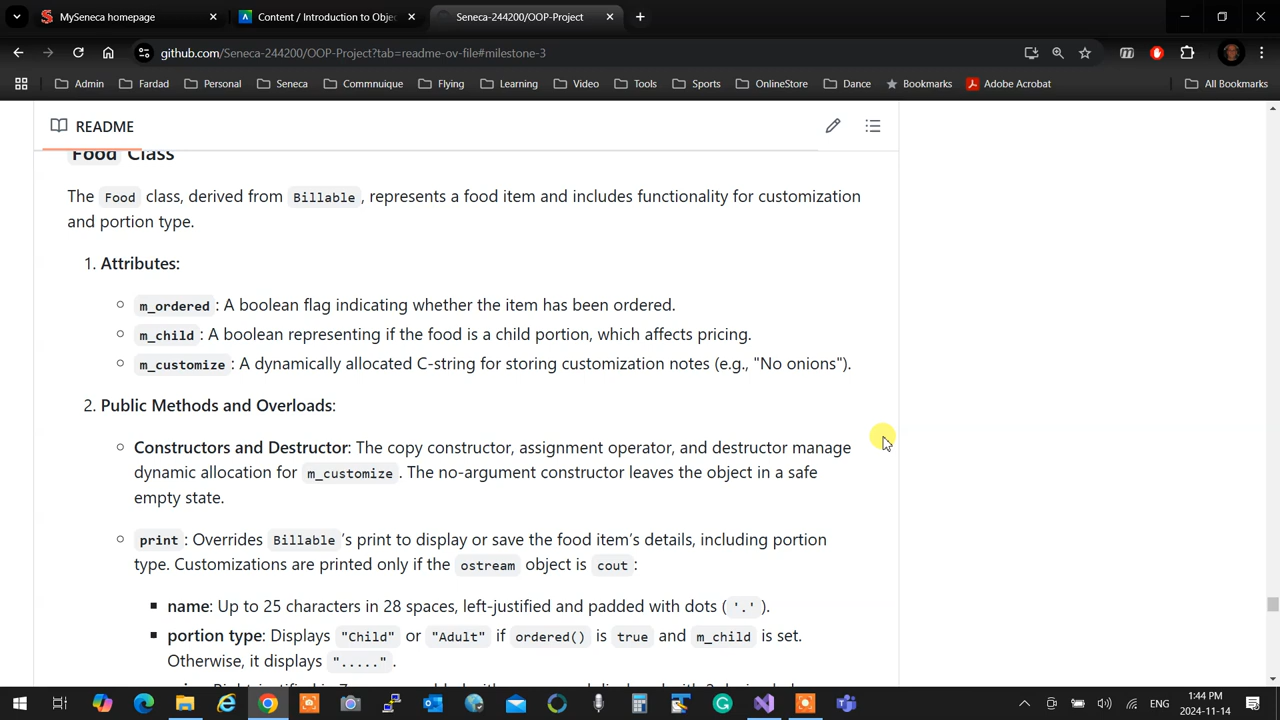 MySeneca homepage
Content / Introduction to Objec
Seneca-244200/OOP-Project
github.com/Seneca-244200/OOP-Project?tab=readme-ov-file#milestone-3
Admin
Fardad
Personal
Seneca
Commnuique
Flying
Learning
Video
Tools
Sports
OnlineStore
Dance
Bookmarks
Adobe Acrobat
All Bookmarks
README
Food Class
The Food class, derived from Billable, represents a food item and includes functionality for customization
and portion type.
1. Attributes:
m_ordered: A boolean flag indicating whether the item has been ordered.
m_child: A boolean representing if the food is a child portion, which affects pricing.
m_customize: A dynamically allocated C-string for storing customization notes (e.g., "No onions").
2. Public Methods and Overloads:
Constructors and Destructor: The copy constructor, assignment operator, and destructor manage
dynamic allocation for m_customize. The no-argument constructor leaves the object in a safe
empty state.
print: Overrides Billable's print to display or save the food item's details, including portion
type. Customizations are printed only if the ostream object is cout:
name: Up to 25 characters in 28 spaces, left-justified and padded with dots ('.').
portion type: Displays "Child" or "Adult" if ordered() is true and m_child is set.
Otherwise, it displays ".....".
ENG
1:44 PM
2024-11-14